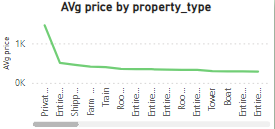 AVg price by property_type
AVg price
1K
0K
Privat...
Entire...
Shipp...
Farm ...
Train
Roo...
Entire...
Entire...
Entire...
Roo...
Entire...
Tower
Boat
Entire...
Entire...